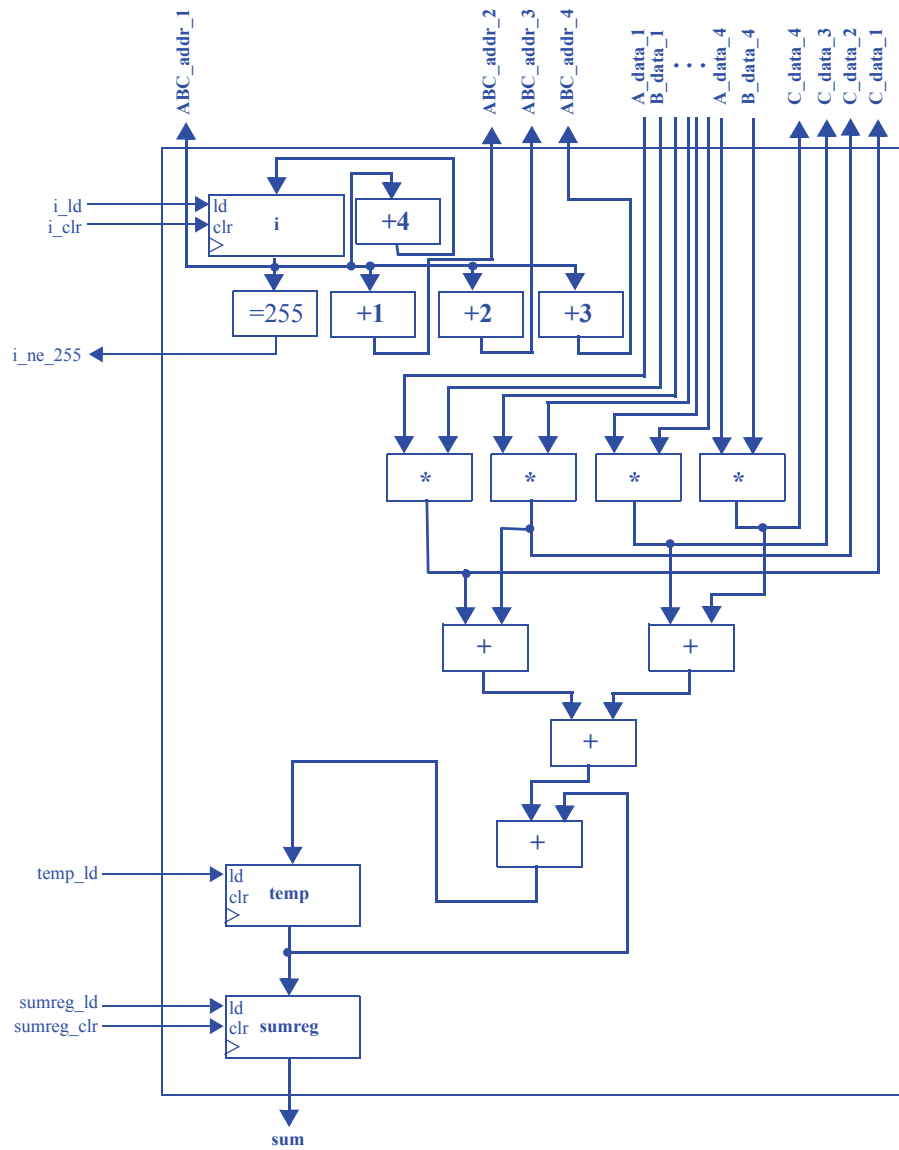 ABC_addr_1
ABC_addr_2
ABC_addr_3
ABC_addr_4
A_data_1
B_data_1
. . .
A_data_4
B_data_4
C_data_4
C_data_3
C_data_2
C_data_1
i_ld
i_clr
ld
clr
i
+4
=255
+1
+2
+3
i_ne_255
*
*
*
*
+
+
+
+
temp_ld
ld
clr
temp
sumreg_ld
sumreg_clr
ld
clr
sumreg
sum